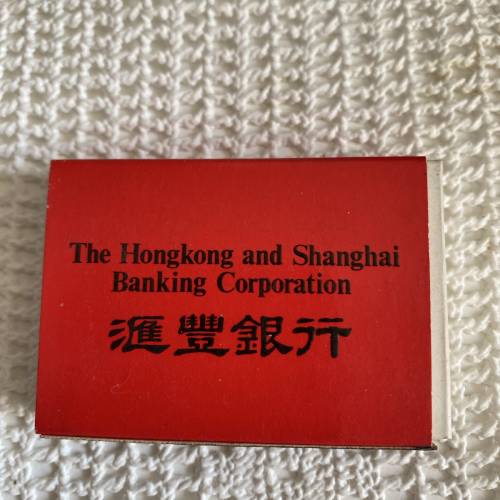 The Hongkong and Shanghai
Banking Corporation
滙豐銀行